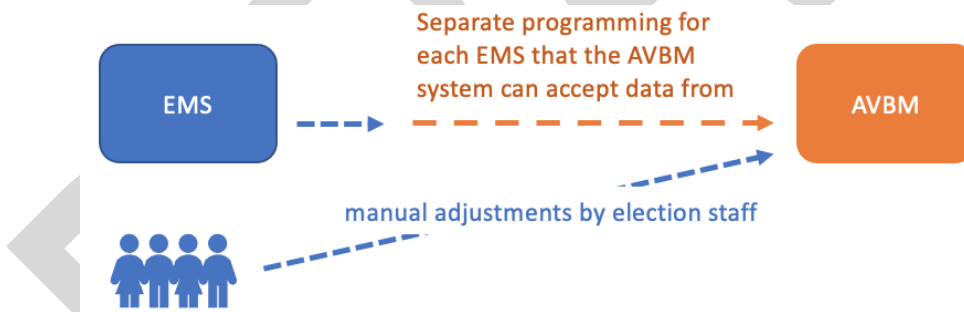 Separate programming for
each EMS that the AVBM
system can accept data from
EMS
AVBM
manual adjustments by election staff